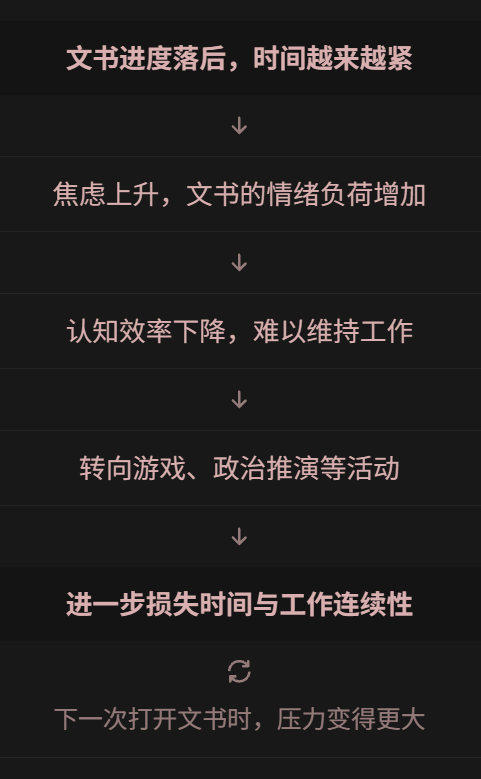 文书进度落后，时间越来越紧
↓
焦虑上升，文书的情绪负荷增加
↓
认知效率下降，难以维持工作
↓
转向游戏、政治推演等活动
↓
进一步损失时间与工作连续性
下一次打开文书时，压力变得更大